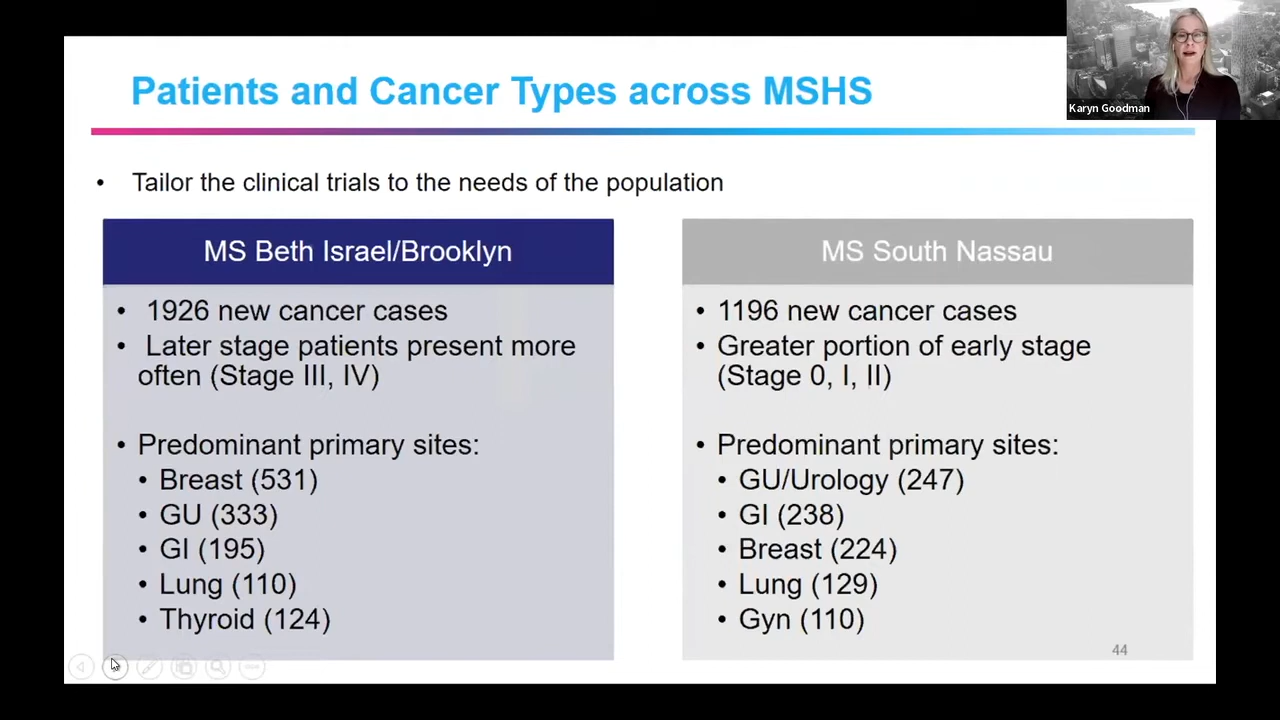 Patients and Cancer Types across MSHS
Karyn Goodman
• Tailor the clinical trials to the needs of the population
MS Beth Israel/Brooklyn
• 1926 new cancer cases
• Later stage patients present more
often (Stage III, IV)
• Predominant primary sites:
• Breast (531)
• GU (333)
• GI (195)
• Lung (110)
• Thyroid (124)
MS South Nassau
• 1196 new cancer cases
• Greater portion of early stage
(Stage 0, I, II)
• Predominant primary sites:
• GU/Urology (247)
• GI (238)
• Breast (224)
• Lung (129)
• Gyn (110)
44